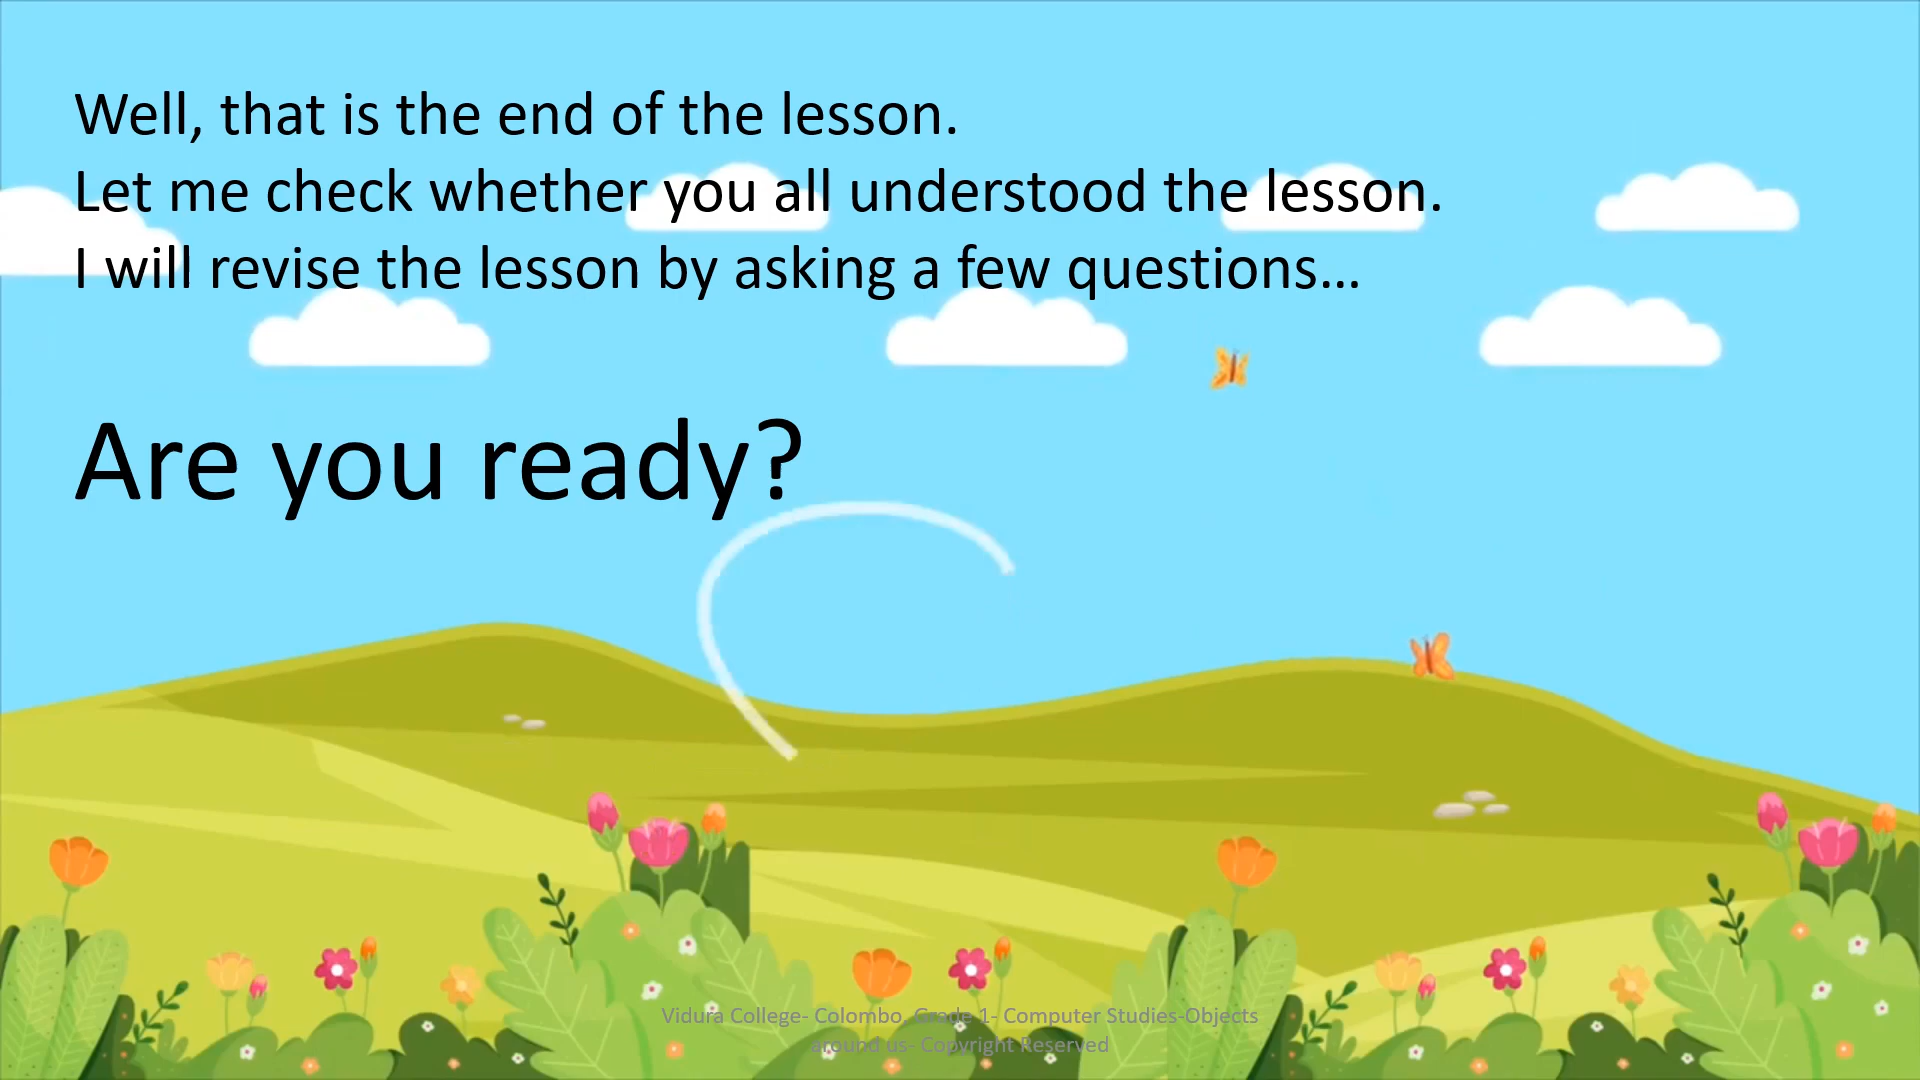 Well, that is the end of the lesson.
Let me check whether you all understood the lesson.
I will revise the lesson by asking a few questions...
Are you ready?
Vidura College- Colombo, Grade 1- Computer Studies-Objects
around us- Copyright Reserved